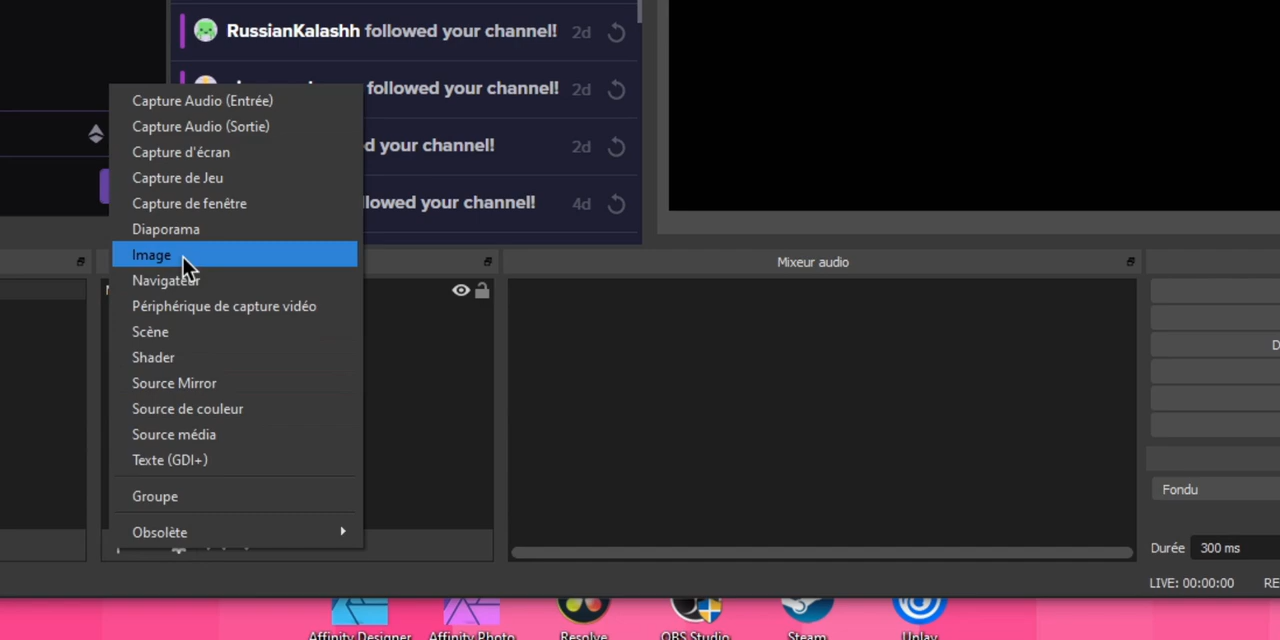 RussianKalashh followed your channel! 2d
followed your channel! 2d
d your channel! 2d
llowed your channel! 4d
Capture Audio (Entrée)
Capture Audio (Sortie)
Capture d'écran
Capture de Jeu
Capture de fenêtre
Diaporama
Image
Navigateur
Périphérique de capture vidéo
Scène
Shader
Source Mirror
Source de couleur
Source média
Texte (GDI+)
Groupe
Obsolète
Mixeur audio
D
Fondu
Durée 300 ms
LIVE: 00:00:00 RE
Affinity Designer
Affinity Photo
Resolve
OBS Studio
Steam
Uplay